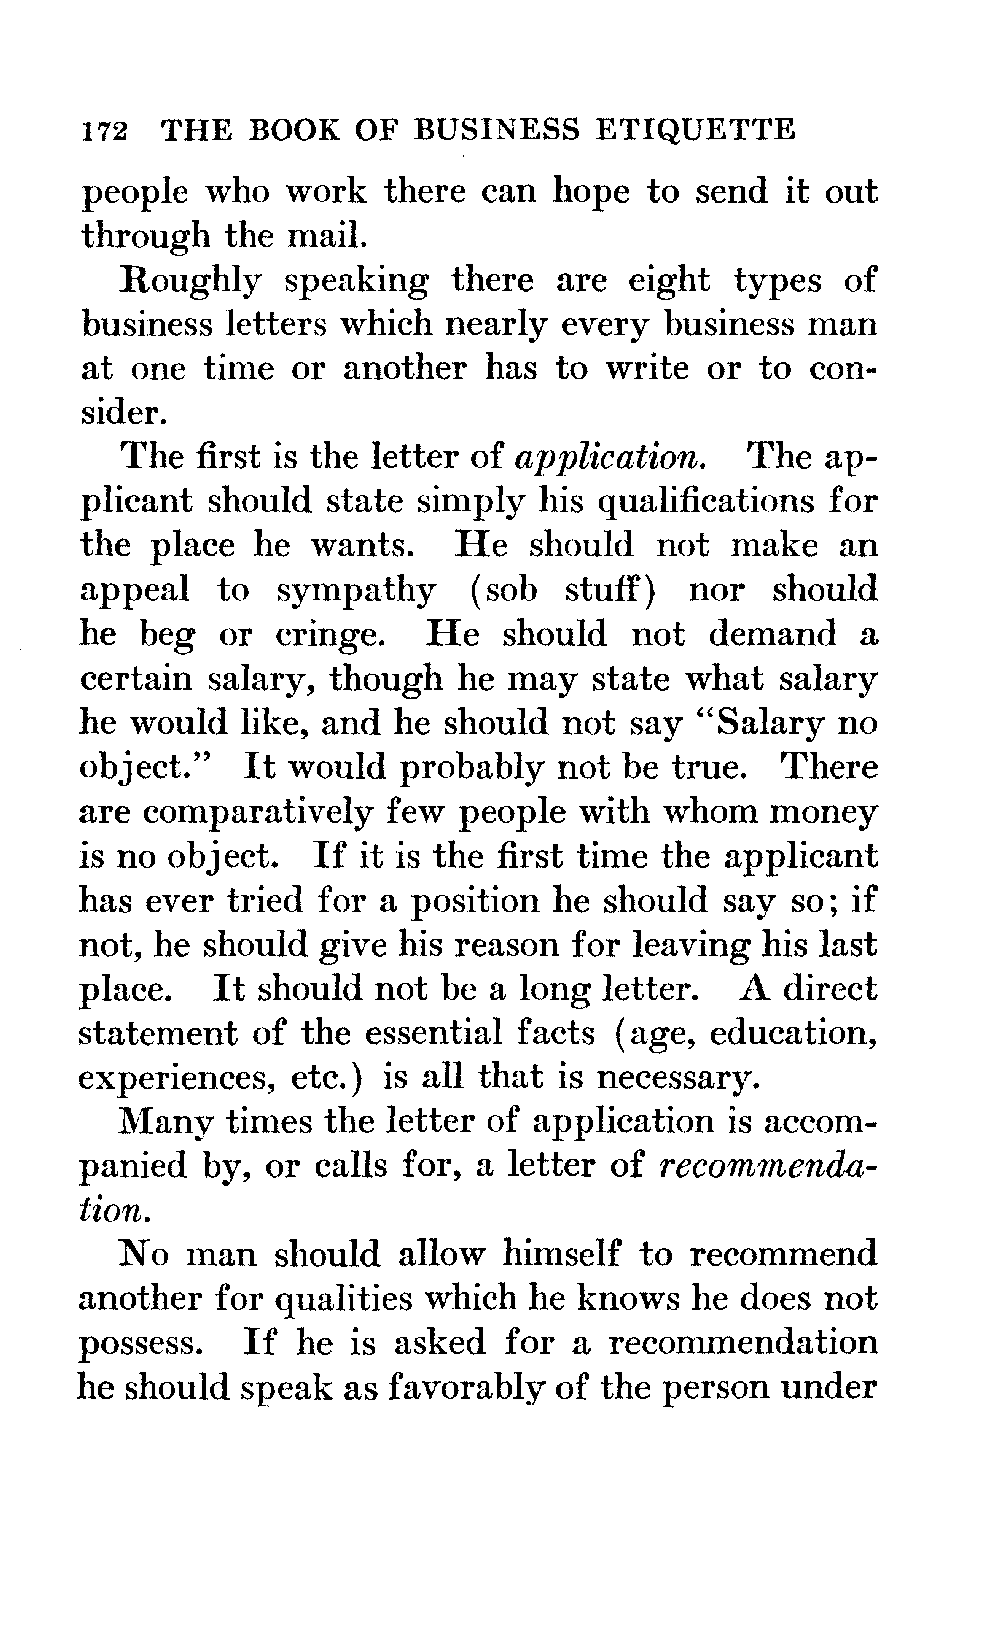 172 THE BOOK OF BUSINESS ETIQUETTE
people who work there can hope to send it out
through the mail.
Roughly speaking there are eight types of
business letters which nearly every business man
at one time or another has to write or to con-
sider.
The first is the letter of application. The ap-
plicant should state simply his qualifications for
the place he wants. He should not make an
appeal to sympathy (sob stuff) nor should
he beg or cringe. He should not demand a
certain salary, though he may state what salary
he would like, and he should not say “Salary no
object.” It would probably not be true. There
are comparatively few people with whom money
is no object. If it is the first time the applicant
has ever tried for a position he should say so; if
not, he should give his reason for leaving his last
place. It should not be a long letter. A direct
statement of the essential facts (age, education,
experiences, etc.) is all that is necessary.
Many times the letter of application is accom-
panied by, or calls for, a letter of recommenda-
tion.
No man should allow himself to recommend
another for qualities which he knows he does not
possess. If he is asked for a recommendation
he should speak as favorably of the person under